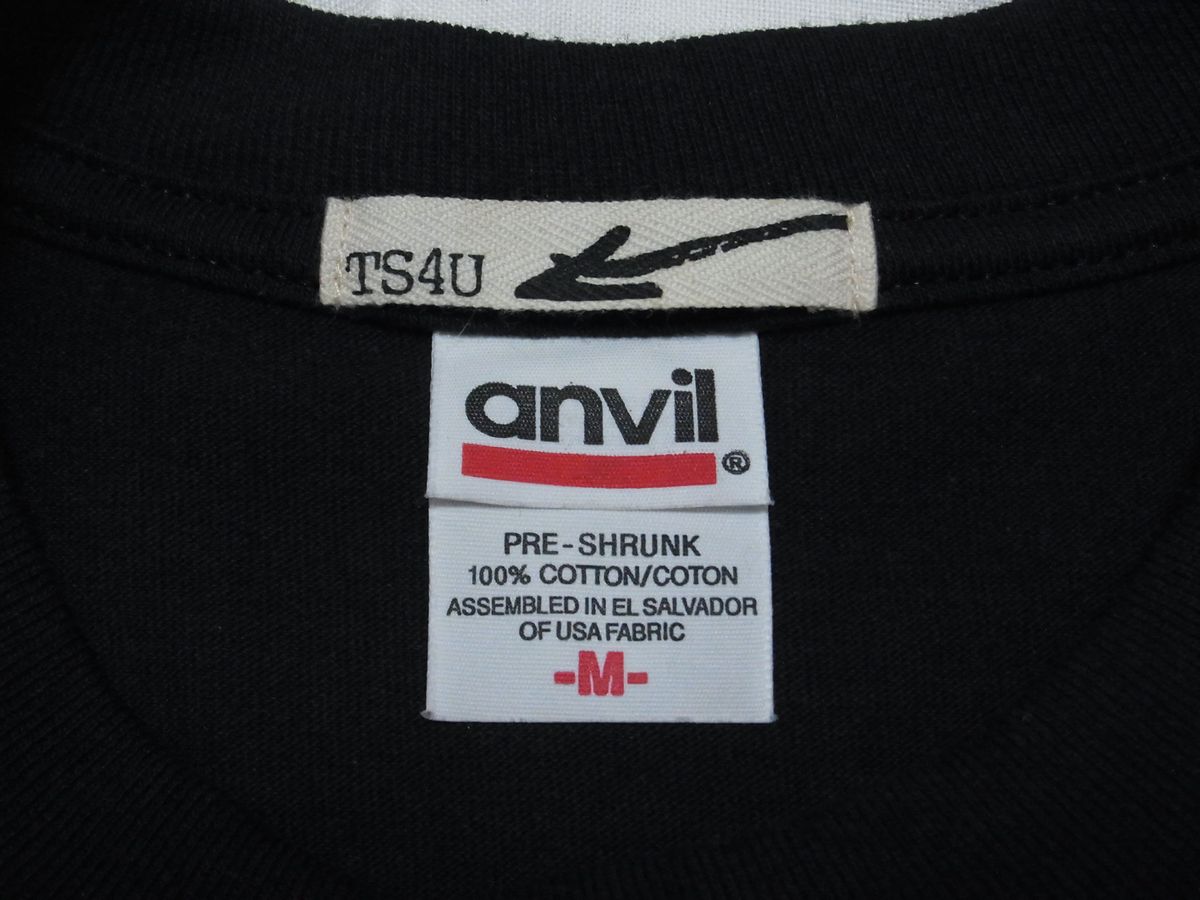 TS4U
anvil
®
PRE-SHRUNK
100% COTTON/COTON
ASSEMBLED IN EL SALVADOR
OF USA FABRIC
-M-